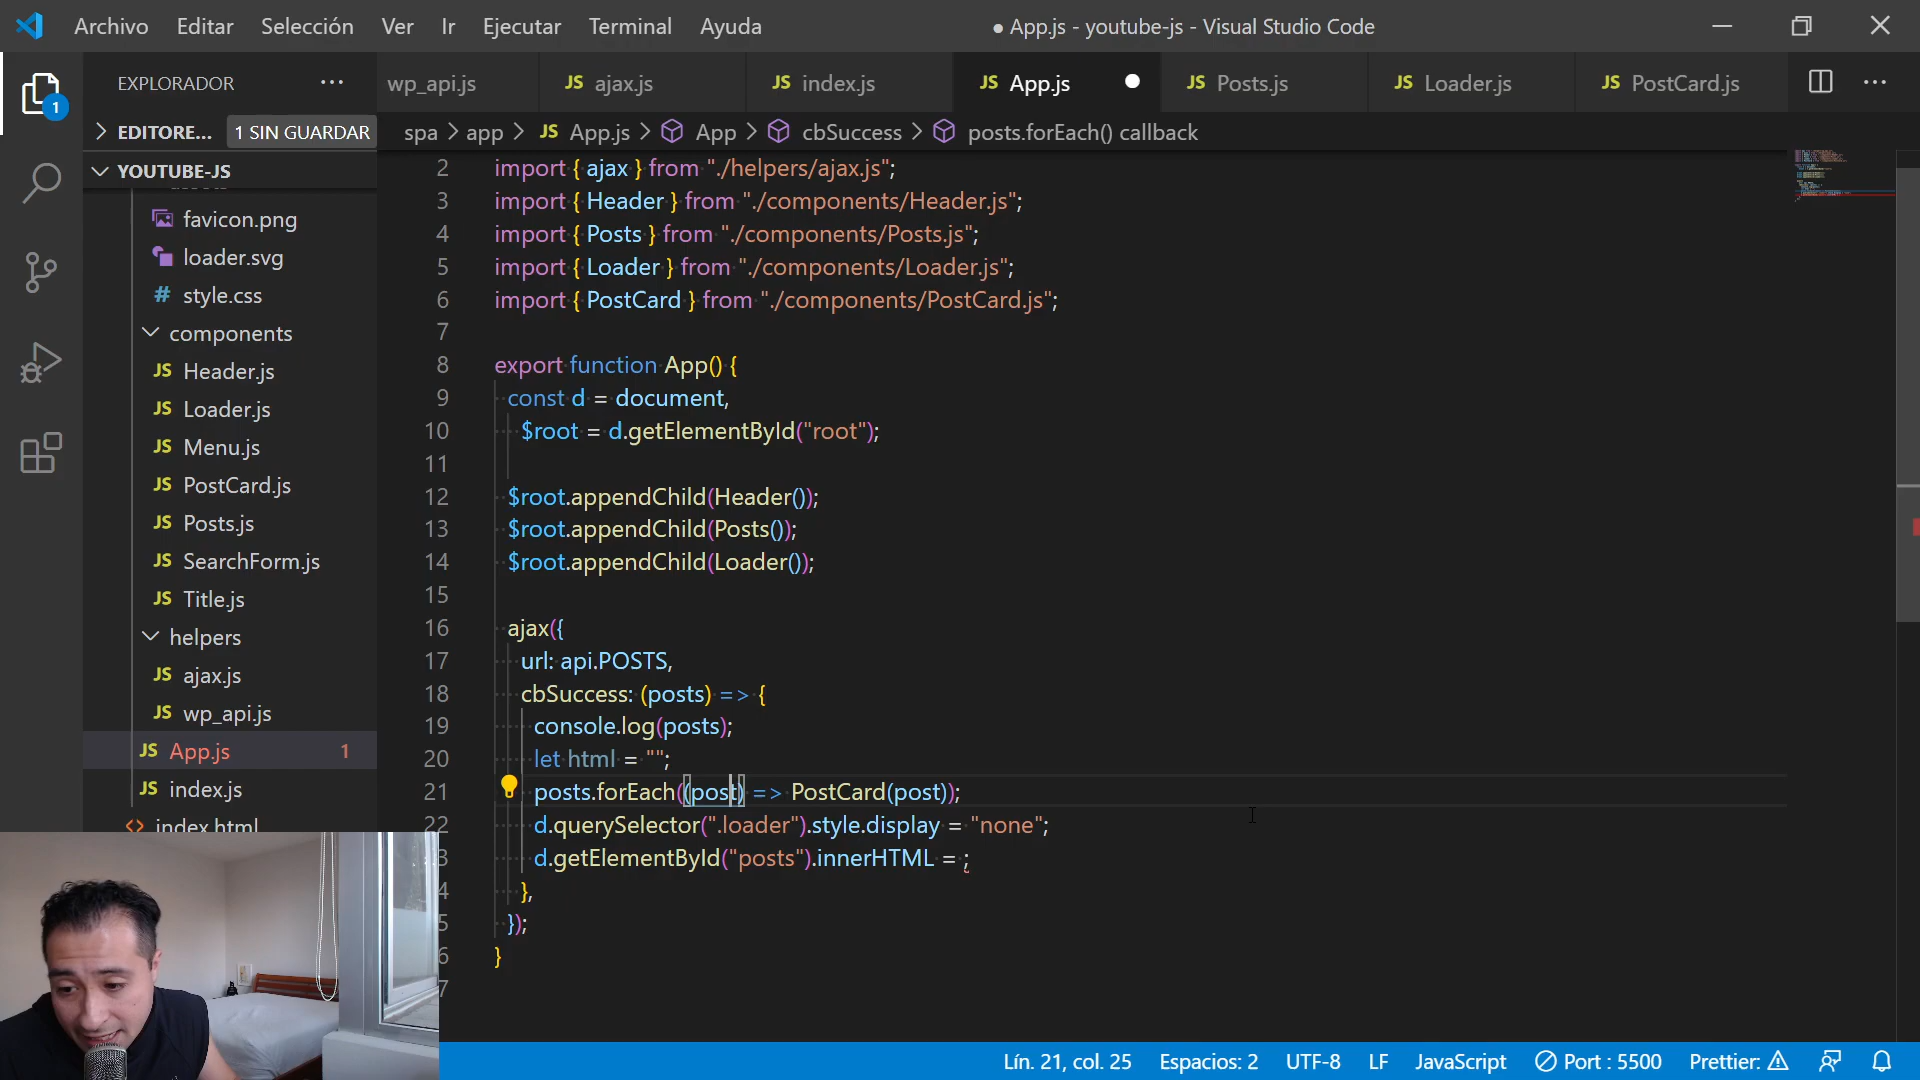 Archivo Editar Selección Ver Ir Ejecutar Terminal Ayuda
● App.js - youtube-js - Visual Studio Code
EXPLORADOR
wp_api.js JS ajax.js JS index.js JS App.js JS Posts.js JS Loader.js JS PostCard.js
1
EDITORE... 1 SIN GUARDAR
spa > app > JS App.js > App > cbSuccess > posts.forEach() callback
YOUTUBE-JS
favicon.png
loader.svg
# style.css
components
JS Header.js
JS Loader.js
JS Menu.js
JS PostCard.js
JS Posts.js
JS SearchForm.js
JS Title.js
helpers
JS ajax.js
JS wp_api.js
JS App.js 1
JS index.js
index.html
2 import { ajax } from "./helpers/ajax.js";
3 import { Header } from "./components/Header.js";
4 import { Posts } from "./components/Posts.js";
5 import { Loader } from "./components/Loader.js";
6 import { PostCard } from "./components/PostCard.js";
7
8 export function App() {
9 const d = document,
10 $root = d.getElementById("root");
11
12 $root.appendChild(Header());
13 $root.appendChild(Posts());
14 $root.appendChild(Loader());
15
16 ajax({
17 url: api.POSTS,
18 cbSuccess: (posts) => {
19 console.log(posts);
20 let html = "";
21 posts.forEach((post) => PostCard(post));
22 d.querySelector(".loader").style.display = "none";
3 d.getElementById("posts").innerHTML = ;
4 },
5 });
6 }
7
Lín. 21, col. 25 Espacios: 2 UTF-8 LF JavaScript Port : 5500 Prettier: